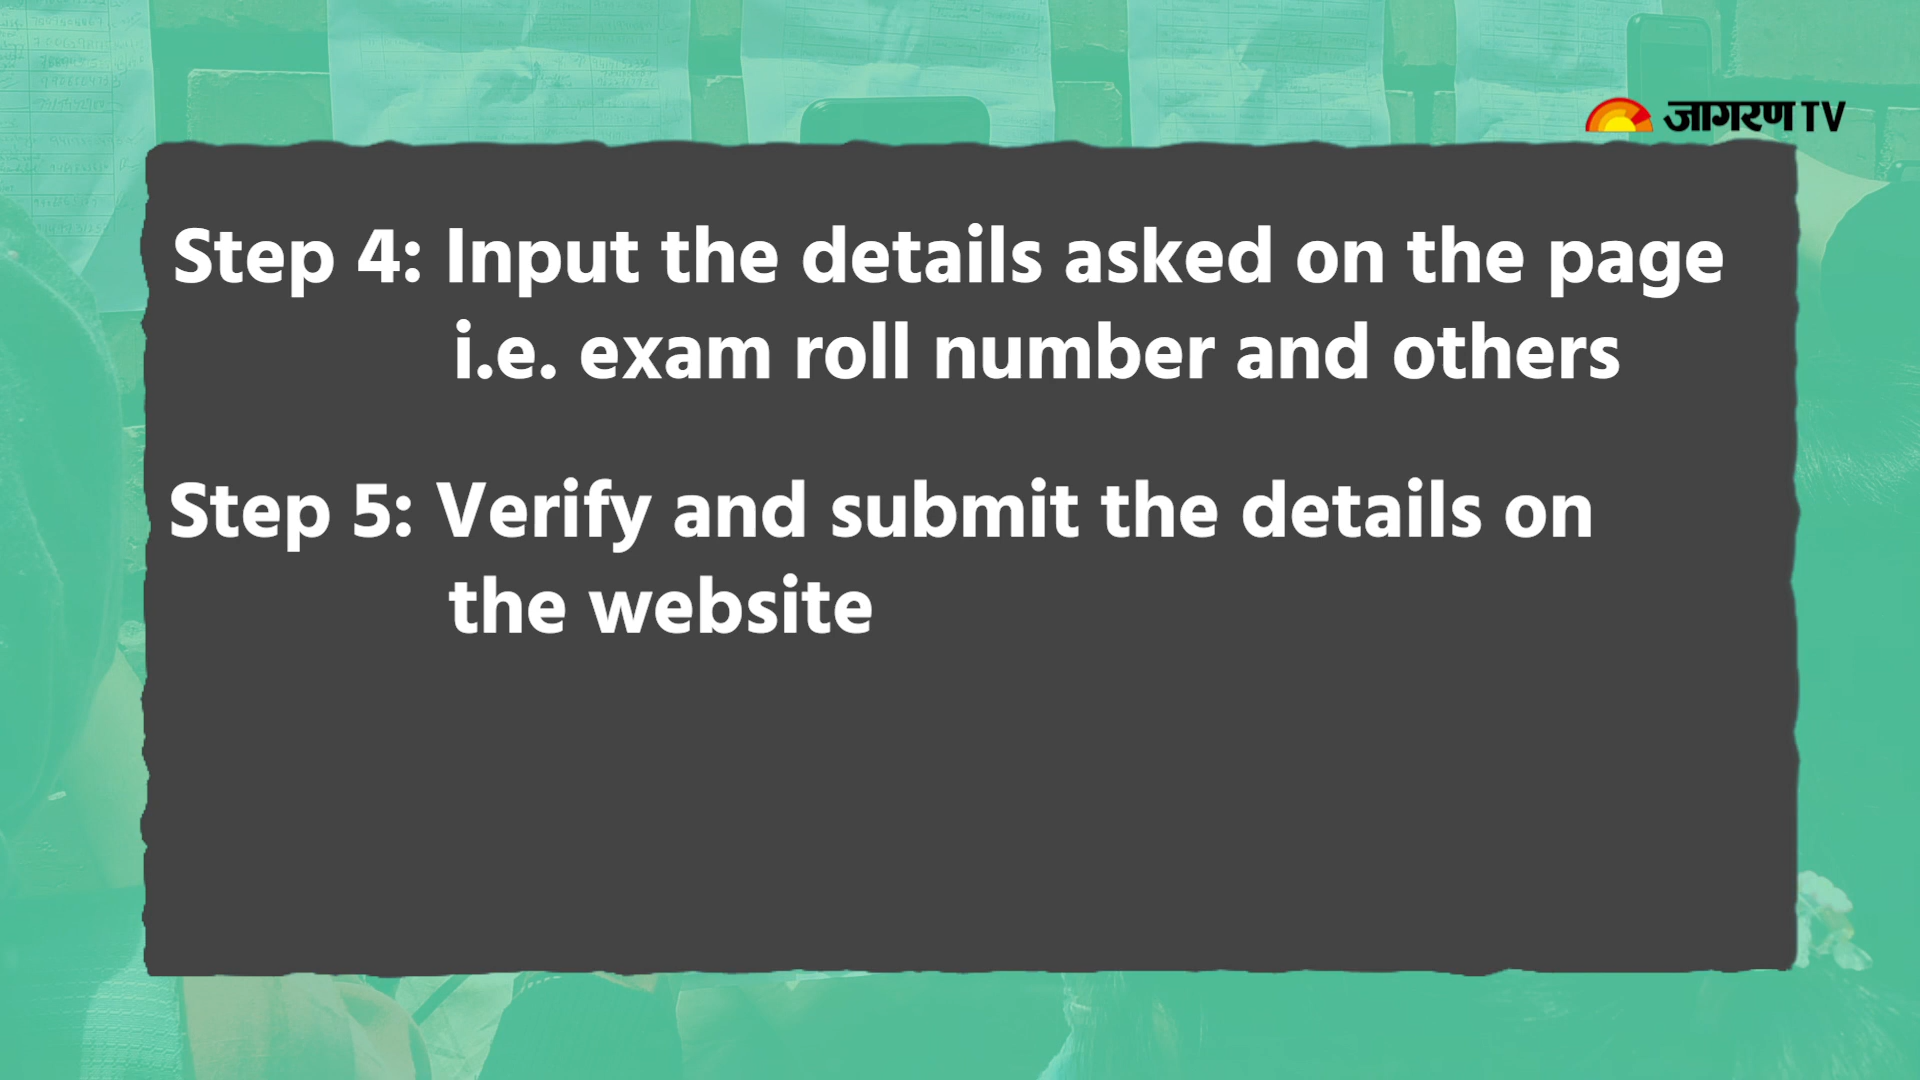 जागरण TV
Step 4: Input the details asked on the page
i.e. exam roll number and others
Step 5: Verify and submit the details on
the website